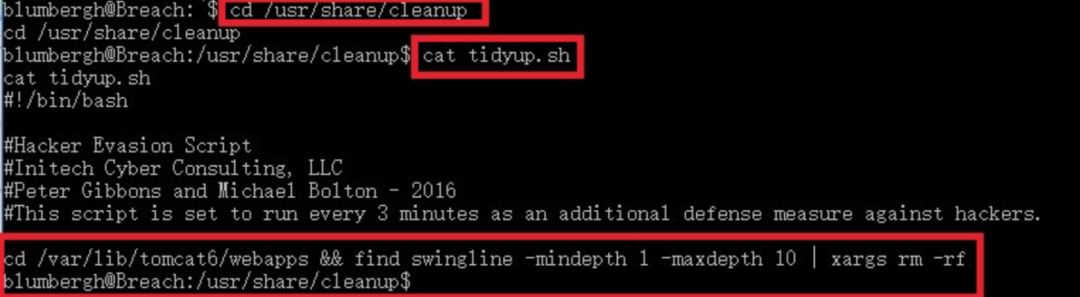 blumbergh@Breach: $ cd /usr/share/cleanup
cd /usr/share/cleanup
blumbergh@Breach:/usr/share/cleanup$ cat tidyup.sh
cat tidyup.sh
#!/bin/bash
#Hacker Evasion Script
#Initech Cyber Consulting, LLC
#Peter Gibbons and Michael Bolton - 2016
#This script is set to run every 3 minutes as an additional defense measure against hackers.
cd /var/lib/tomcat6/webapps && find swingline -mindepth 1 -maxdepth 10 | xargs rm -rf
blumbergh@Breach:/usr/share/cleanup$